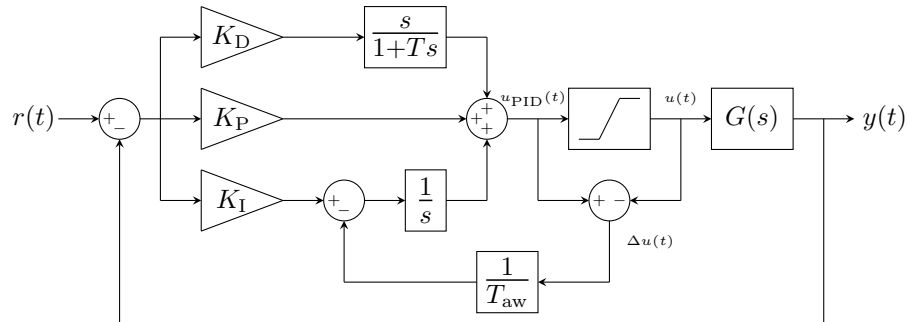 K_D
s
1+Ts
r(t)
+
−
K_P
+
+
+
u_PID(t)
u(t)
G(s)
y(t)
K_I
+
−
1
s
+ −
Δu(t)
1
T_aw